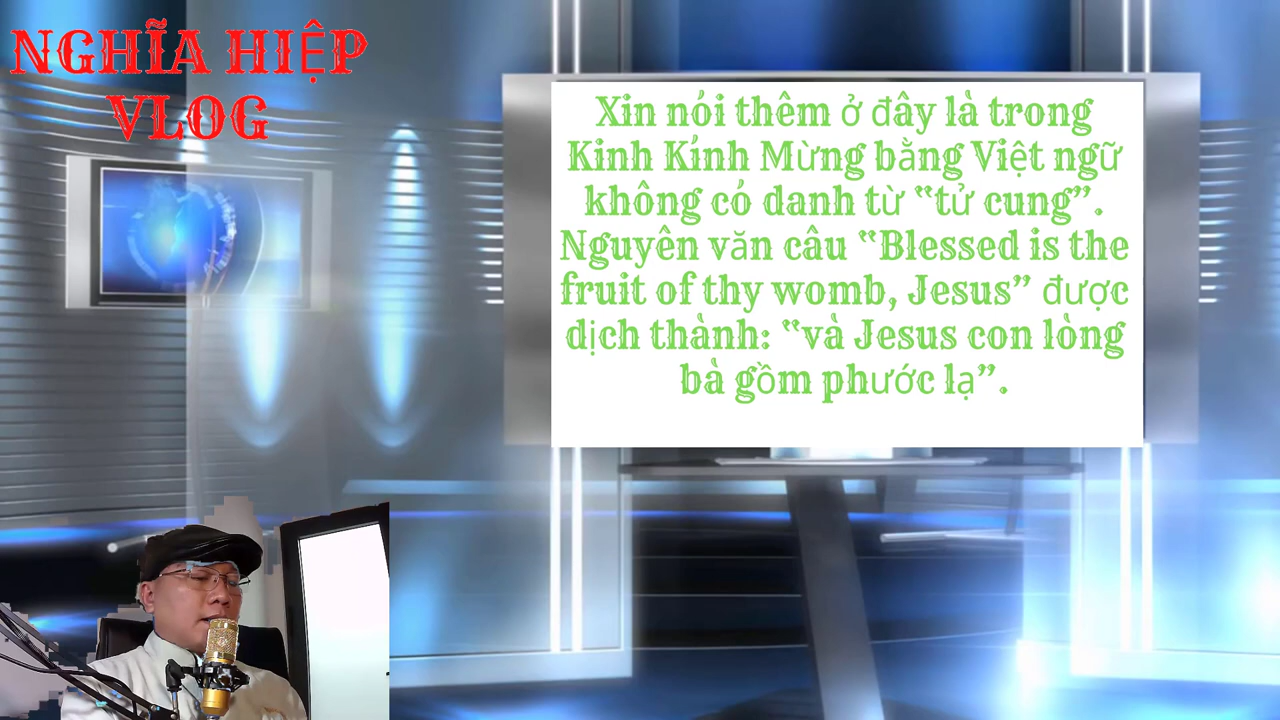 NGHĨA HIỆP
VLOG
Xin nói thêm ở đây là trong
Kinh Kính Mừng bằng Việt ngữ
không có danh từ “tử cung”.
Nguyên văn câu “Blessed is the
fruit of thy womb, Jesus” được
dịch thành: “và Jesus con lòng
bà gồm phước lạ”.